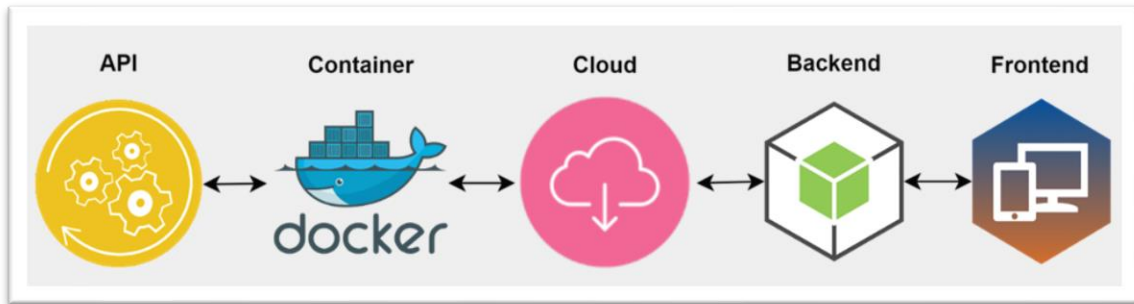 API
Container
Cloud
Backend
Frontend
docker